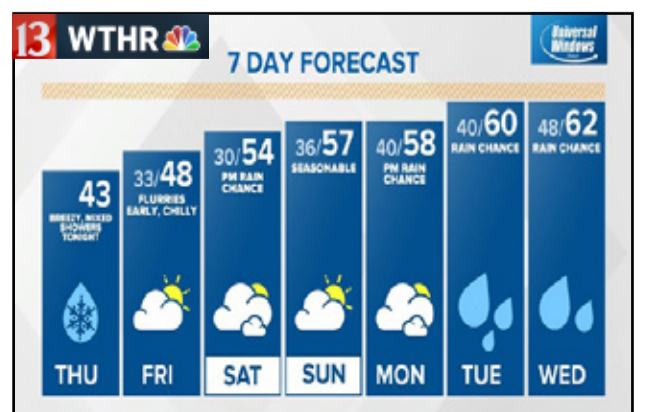 13 WTHR
Universal
Windows
7 DAY FORECAST
43
BREEZY, MIXED
SHOWERS
TONIGHT
THU
33/48
FLURRIES
EARLY, CHILLY
FRI
30/54
PM RAIN
CHANCE
SAT
36/57
SEASONABLE
SUN
40/58
PM RAIN
CHANCE
MON
40/60
RAIN CHANCE
TUE
48/62
RAIN CHANCE
WED